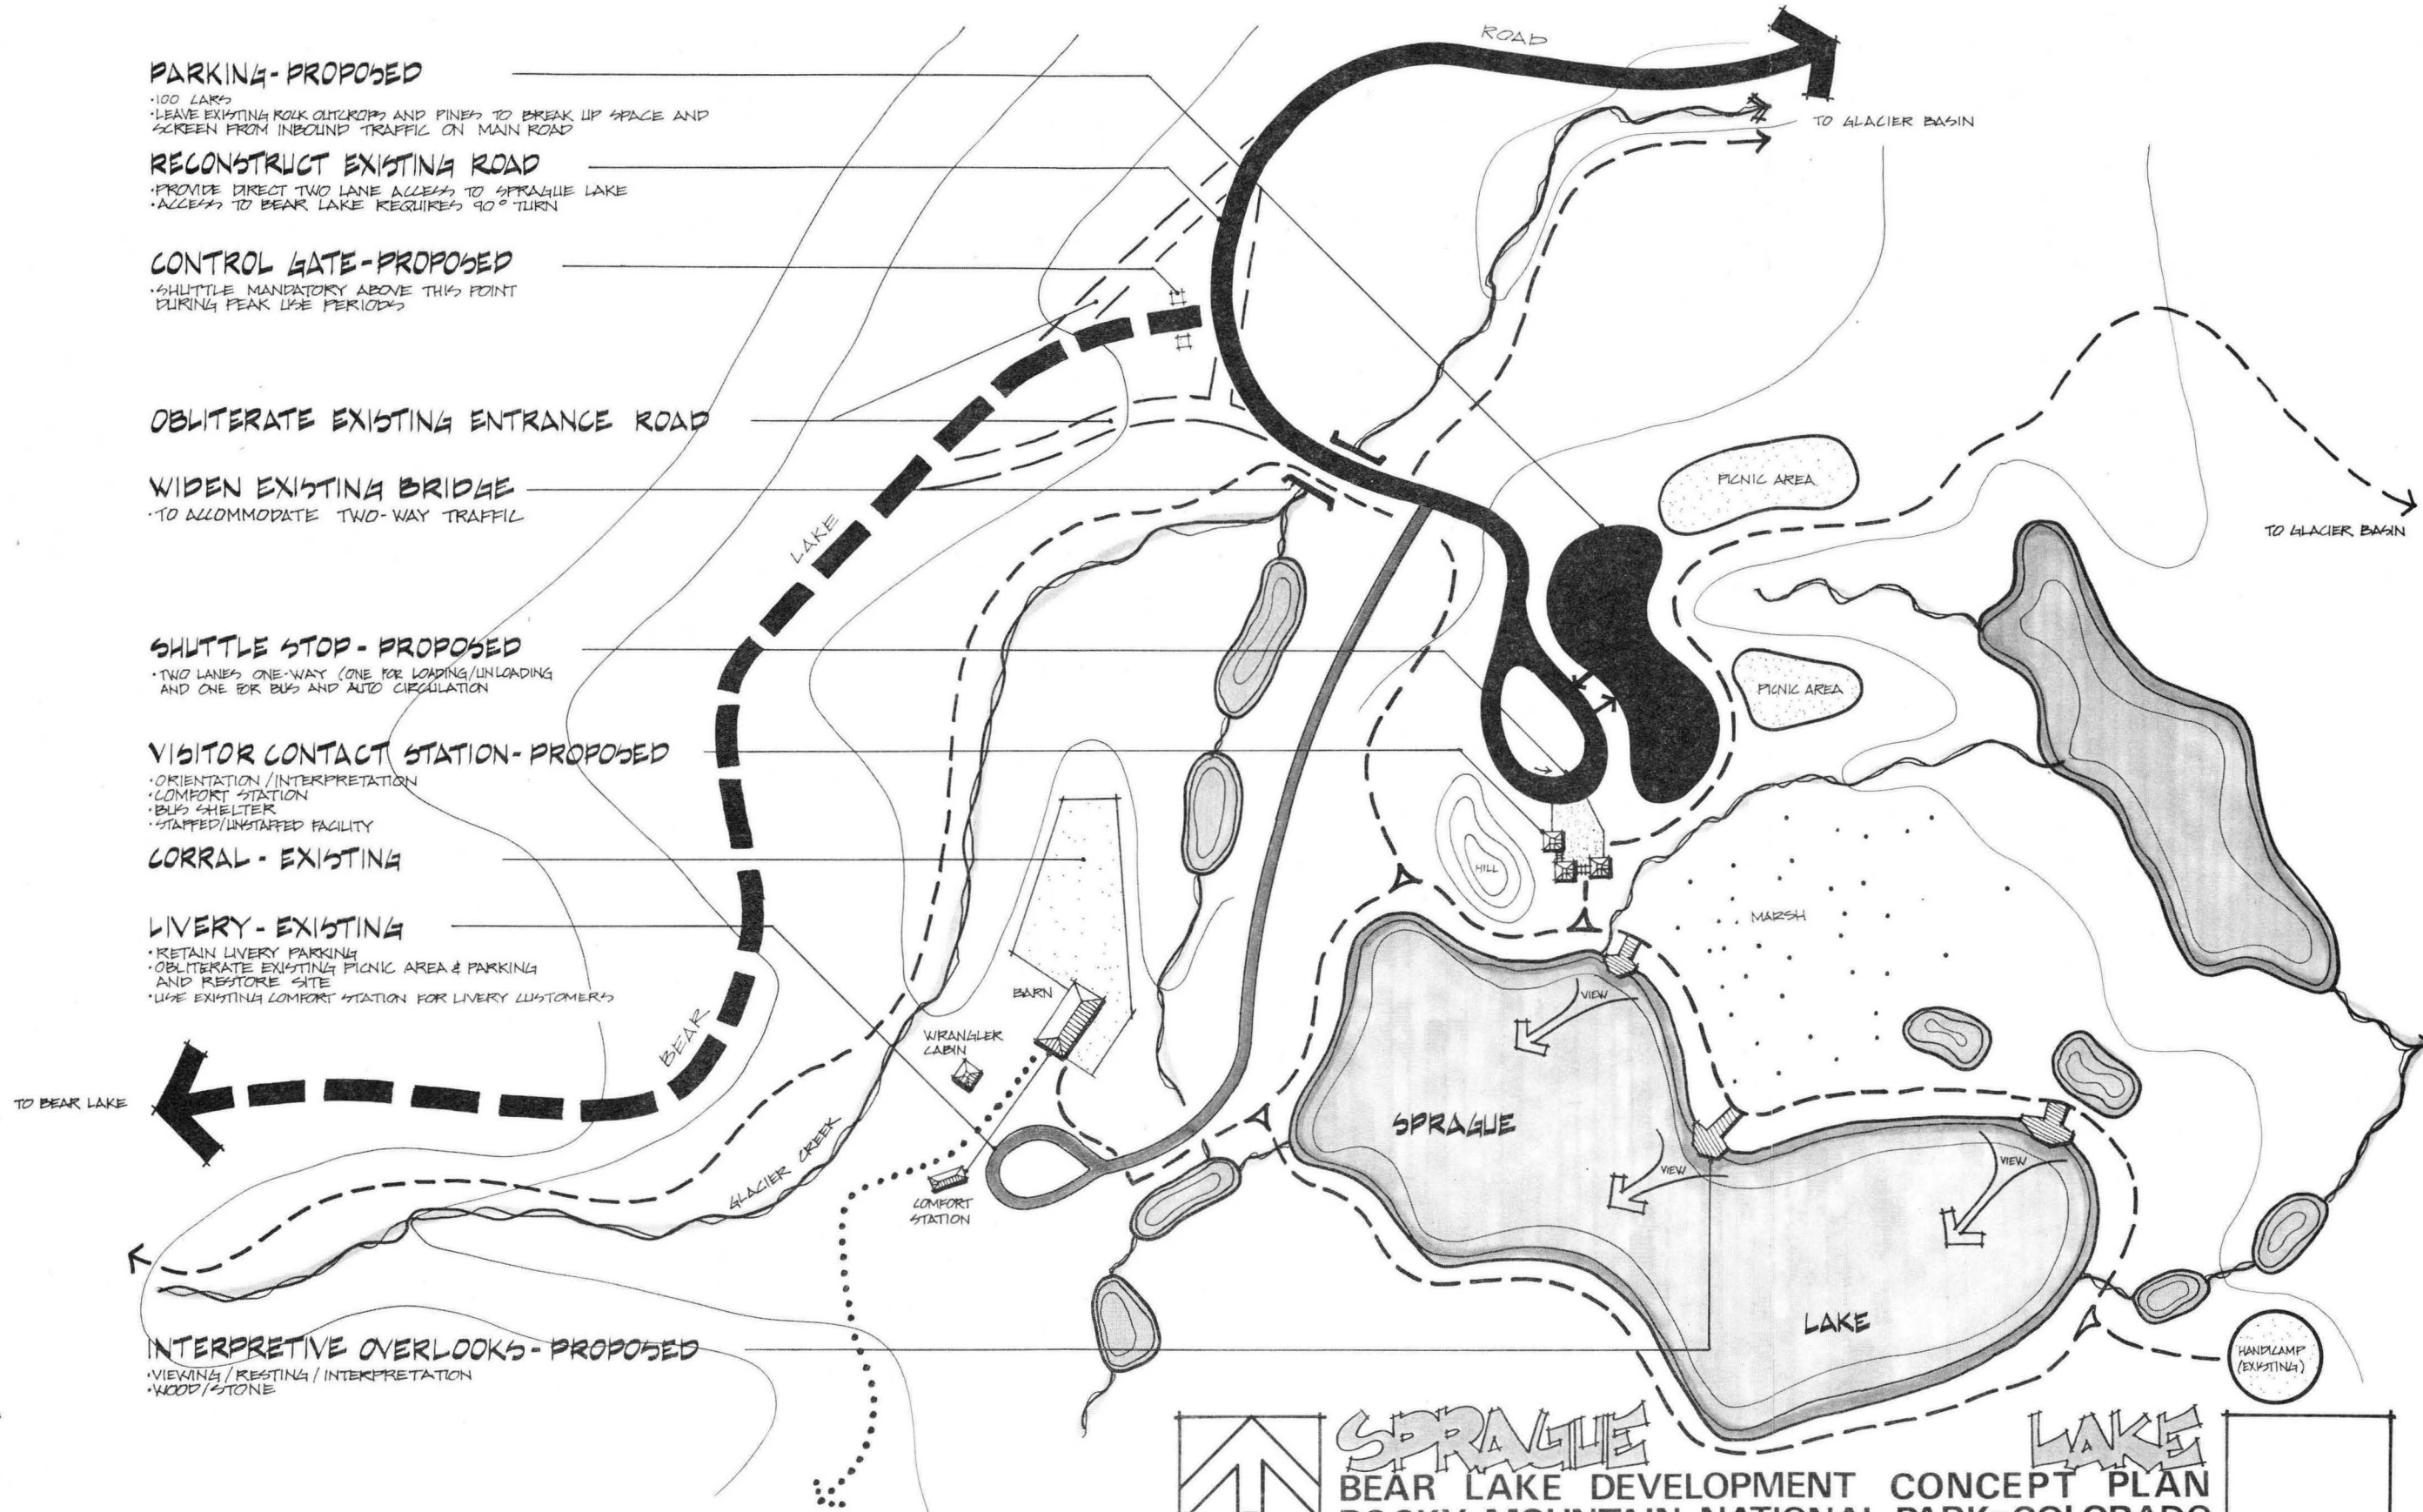 PARKING-PROPOSED
·100 CARS
·LEAVE EXISTING ROCK OUTCROPS AND PINES TO BREAK UP SPACE AND
SCREEN FROM INBOUND TRAFFIC ON MAIN ROAD
RECONSTRUCT EXISTING ROAD
·PROVIDE DIRECT TWO LANE ACCESS TO SPRAGUE LAKE
·ACCESS TO BEAR LAKE REQUIRES 90° TURN
CONTROL GATE-PROPOSED
·SHUTTLE MANDATORY ABOVE THIS POINT
DURING PEAK USE PERIODS
OBLITERATE EXISTING ENTRANCE ROAD
WIDEN EXISTING BRIDGE
·TO ACCOMMODATE TWO-WAY TRAFFIC
SHUTTLE STOP - PROPOSED
·TWO LANES ONE-WAY (ONE FOR LOADING/UNLOADING
AND ONE FOR BUS AND AUTO CIRCULATION
VISITOR CONTACT STATION-PROPOSED
·ORIENTATION/INTERPRETATION
·COMFORT STATION
·BUS SHELTER
·STAFFED/UNSTAFFED FACILITY
CORRAL - EXISTING
LIVERY - EXISTING
·RETAIN LIVERY PARKING
·OBLITERATE EXISTING PICNIC AREA & PARKING
AND RESTORE SITE
·USE EXISTING COMFORT STATION FOR LIVERY CUSTOMERS
INTERPRETIVE OVERLOOKS-PROPOSED
·VIEWING/RESTING/INTERPRETATION
·WOOD/STONE
ROAD
TO GLACIER BASIN
PICNIC AREA
TO GLACIER BASIN
LAKE
PICNIC AREA
HILL
MARSH
BARN
WRANGLER
CABIN
VIEW
BEAR
TO BEAR LAKE
SPRAGUE
GLACIER CREEK
VIEW
VIEW
COMFORT
STATION
LAKE
HANDICAMP
(EXISTING)
SPRAGUE LAKE
BEAR LAKE DEVELOPMENT CONCEPT PLAN
ROCKY MOUNTAIN NATIONAL PARK COLORADO